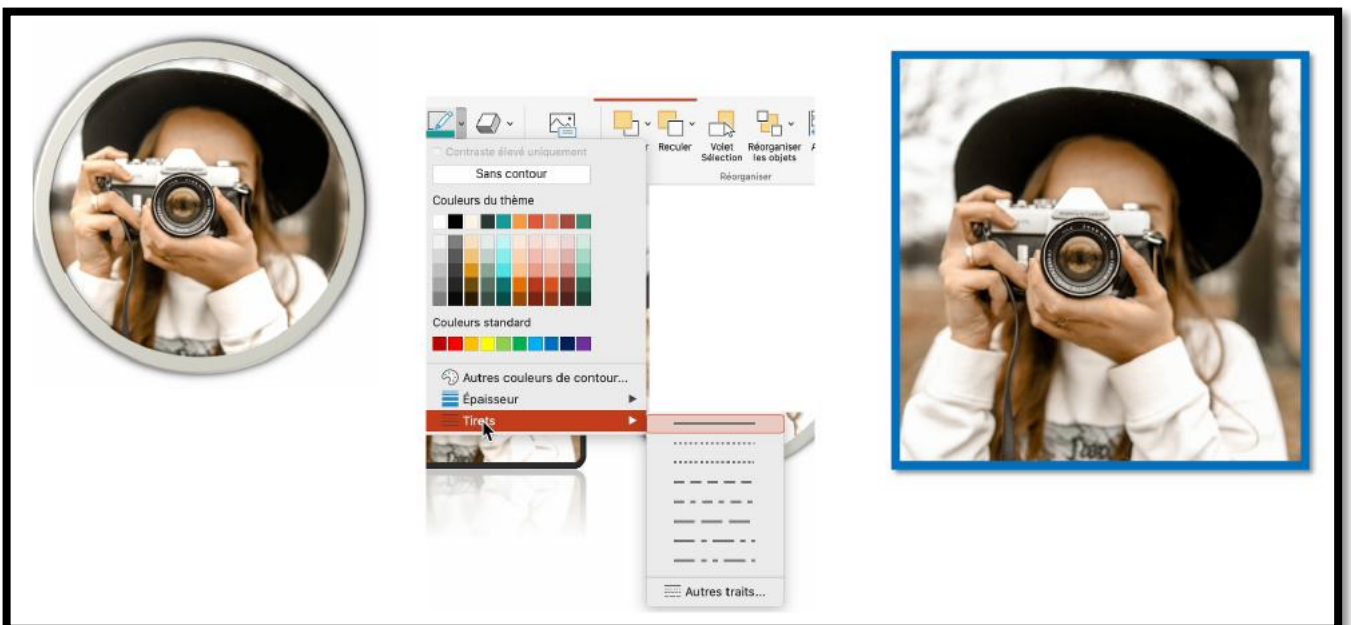 Reculer
Volet
Sélection
Réorganiser
les objets
Réorganiser
Contraste élevé uniquement
Sans contour
Couleurs du thème
Couleurs standard
Autres couleurs de contour...
Épaisseur
Tirets
Autres traits...